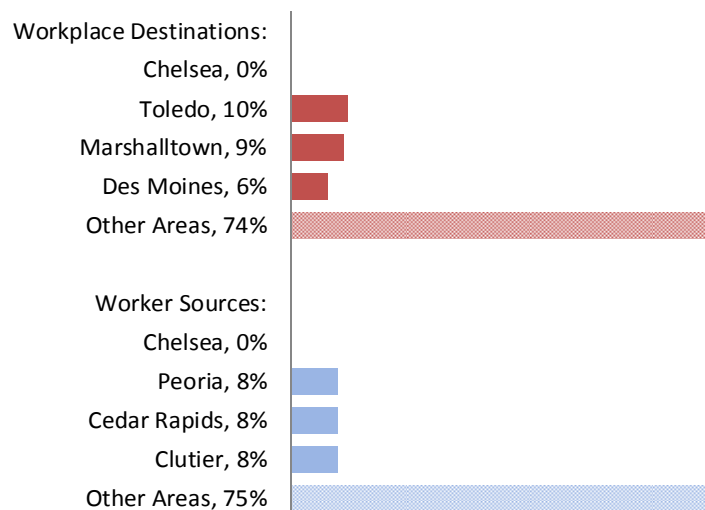 Workplace Destinations:
Chelsea, 0%
Toledo, 10%
Marshalltown, 9%
Des Moines, 6%
Other Areas, 74%
Worker Sources:
Chelsea, 0%
Peoria, 8%
Cedar Rapids, 8%
Clutier, 8%
Other Areas, 75%